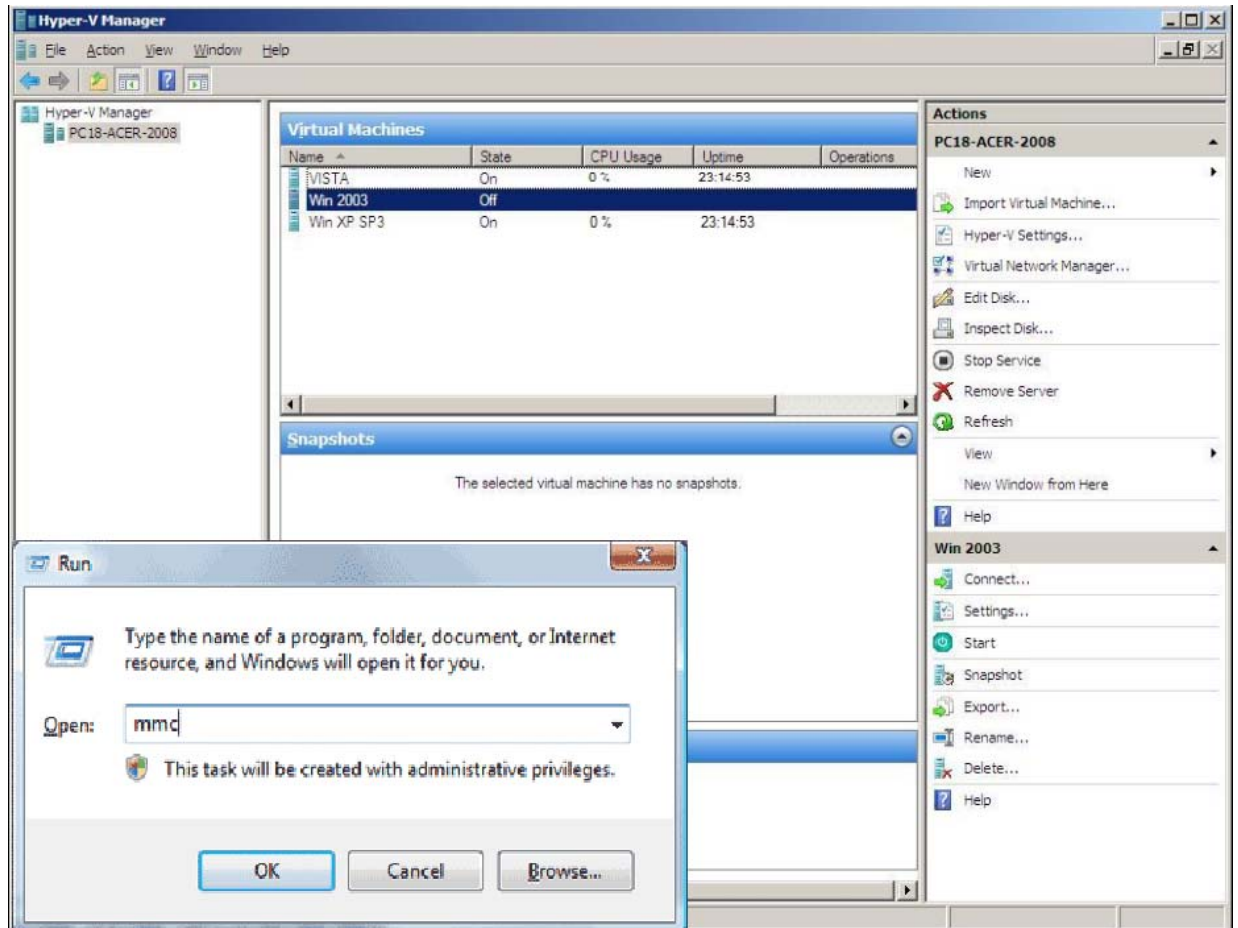 Hyper-V Manager
File Action View Window Help
Hyper-V Manager
PC18-ACER-2008
Virtual Machines
Name State CPU Usage Uptime Operations
VISTA On 0 % 23:14:53
Win 2003 Off
Win XP SP3 On 0 % 23:14:53
Snapshots
The selected virtual machine has no snapshots.
Actions
PC18-ACER-2008
New
Import Virtual Machine...
Hyper-V Settings...
Virtual Network Manager...
Edit Disk...
Inspect Disk...
Stop Service
Remove Server
Refresh
View
New Window from Here
Help
Win 2003
Connect...
Settings...
Start
Snapshot
Export...
Rename...
Delete...
Help
Run
Type the name of a program, folder, document, or Internet
resource, and Windows will open it for you.
Open: mmc
This task will be created with administrative privileges.
OK Cancel Browse...